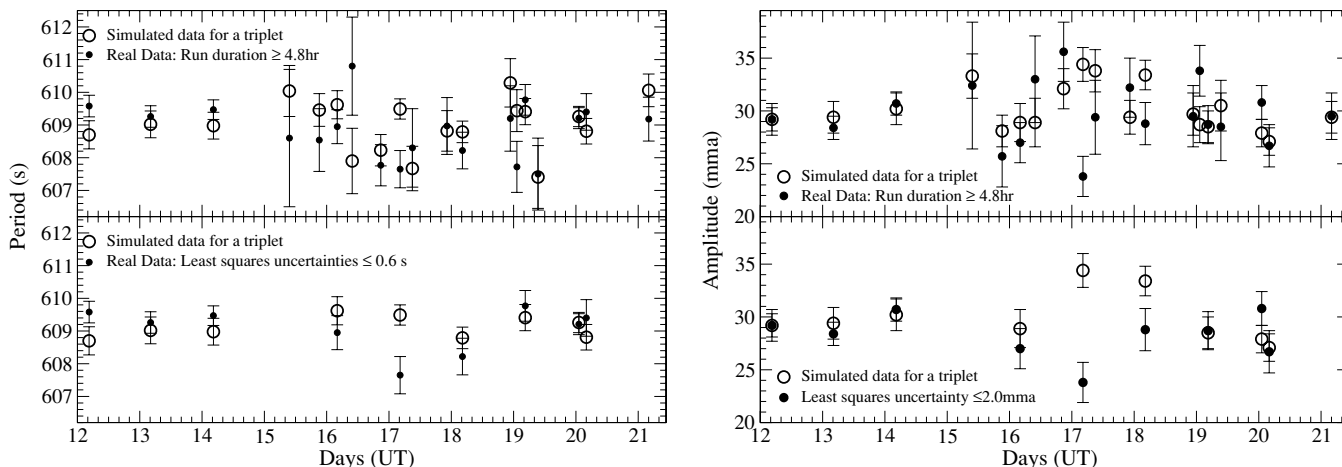 612
611
610
609
608
607
Simulated data for a triplet
Real Data: Run duration ≥ 4.8hr
Period (s)
612
611
610
609
608
607
Simulated data for a triplet
Real Data: Least squares uncertainties ≤ 0.6 s
12 13 14 15 16 17 18 19 20 21
Days (UT)
35
30
25
20
Simulated data for a triplet
Real Data: Run duration ≥ 4.8hr
Amplitude (mma)
35
30
25
20
Simulated data for a triplet
Least squares uncertainty ≤2.0mma
12 13 14 15 16 17 18 19 20 21
Days (UT)